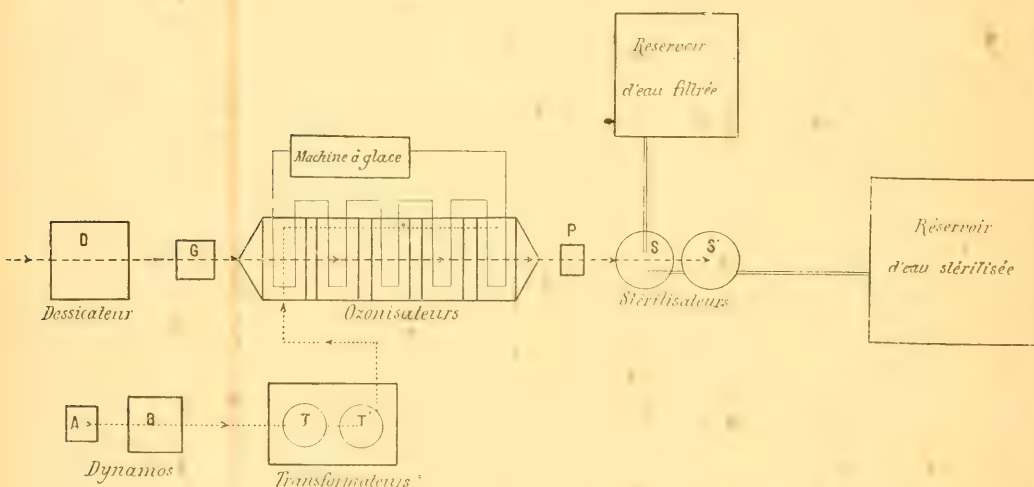 Réservoir
d'eau filtrée
Machine à glace
Réservoir
d'eau stérilisée
D
G
P
S
S'
Dessicateur
Ozonisateurs
Stérilisateurs
A
B
T
T'
Dynamos
Transformateurs